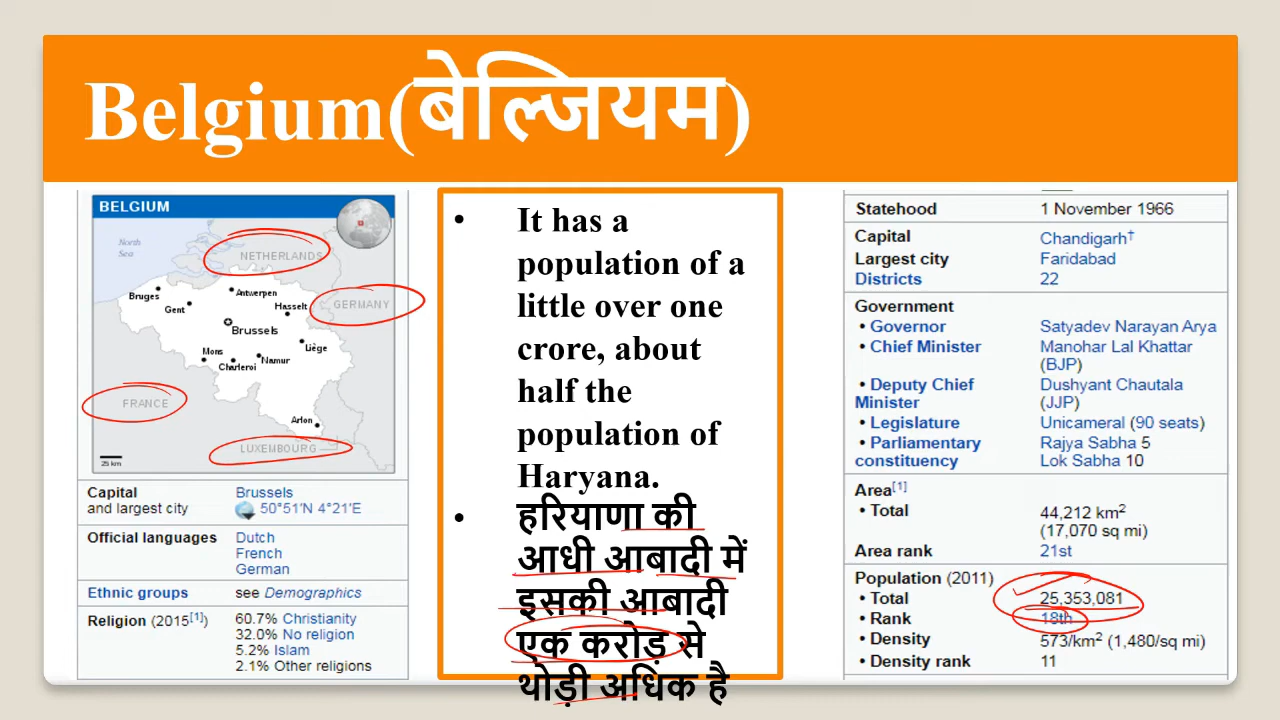 Belgium(बेल्जियम)
BELGIUM
North
Sea
NETHERLANDS
GERMANY
FRANCE
LUXEMBOURG
Bruges
Gent
Antwerpen
Hasselt
Brussels
Liège
Mons
Charleroi
Namur
Arlon
25 km
Capital and largest city Brussels
50°51'N 4°21'E
Official languages Dutch
French
German
Ethnic groups see Demographics
Religion (2015[1]) 60.7% Christianity
32.0% No religion
5.2% Islam
2.1% Other religions
• It has a
population of a
little over one
crore, about
half the
population of
Haryana.
• हरियाणा की
आधी आबादी में
इसकी आबादी
एक करोड़ से
थोड़ी अधिक है
Statehood 1 November 1966
Capital Chandigarh†
Largest city Faridabad
Districts 22
Government
• Governor Satyadev Narayan Arya
• Chief Minister Manohar Lal Khattar
(BJP)
• Deputy Chief Minister Dushyant Chautala
(JJP)
• Legislature Unicameral (90 seats)
• Parliamentary constituency Rajya Sabha 5
Lok Sabha 10
Area[1]
• Total 44,212 km²
(17,070 sq mi)
Area rank 21st
Population (2011)
• Total 25,353,081
• Rank 18th
• Density 573/km² (1,480/sq mi)
• Density rank 11